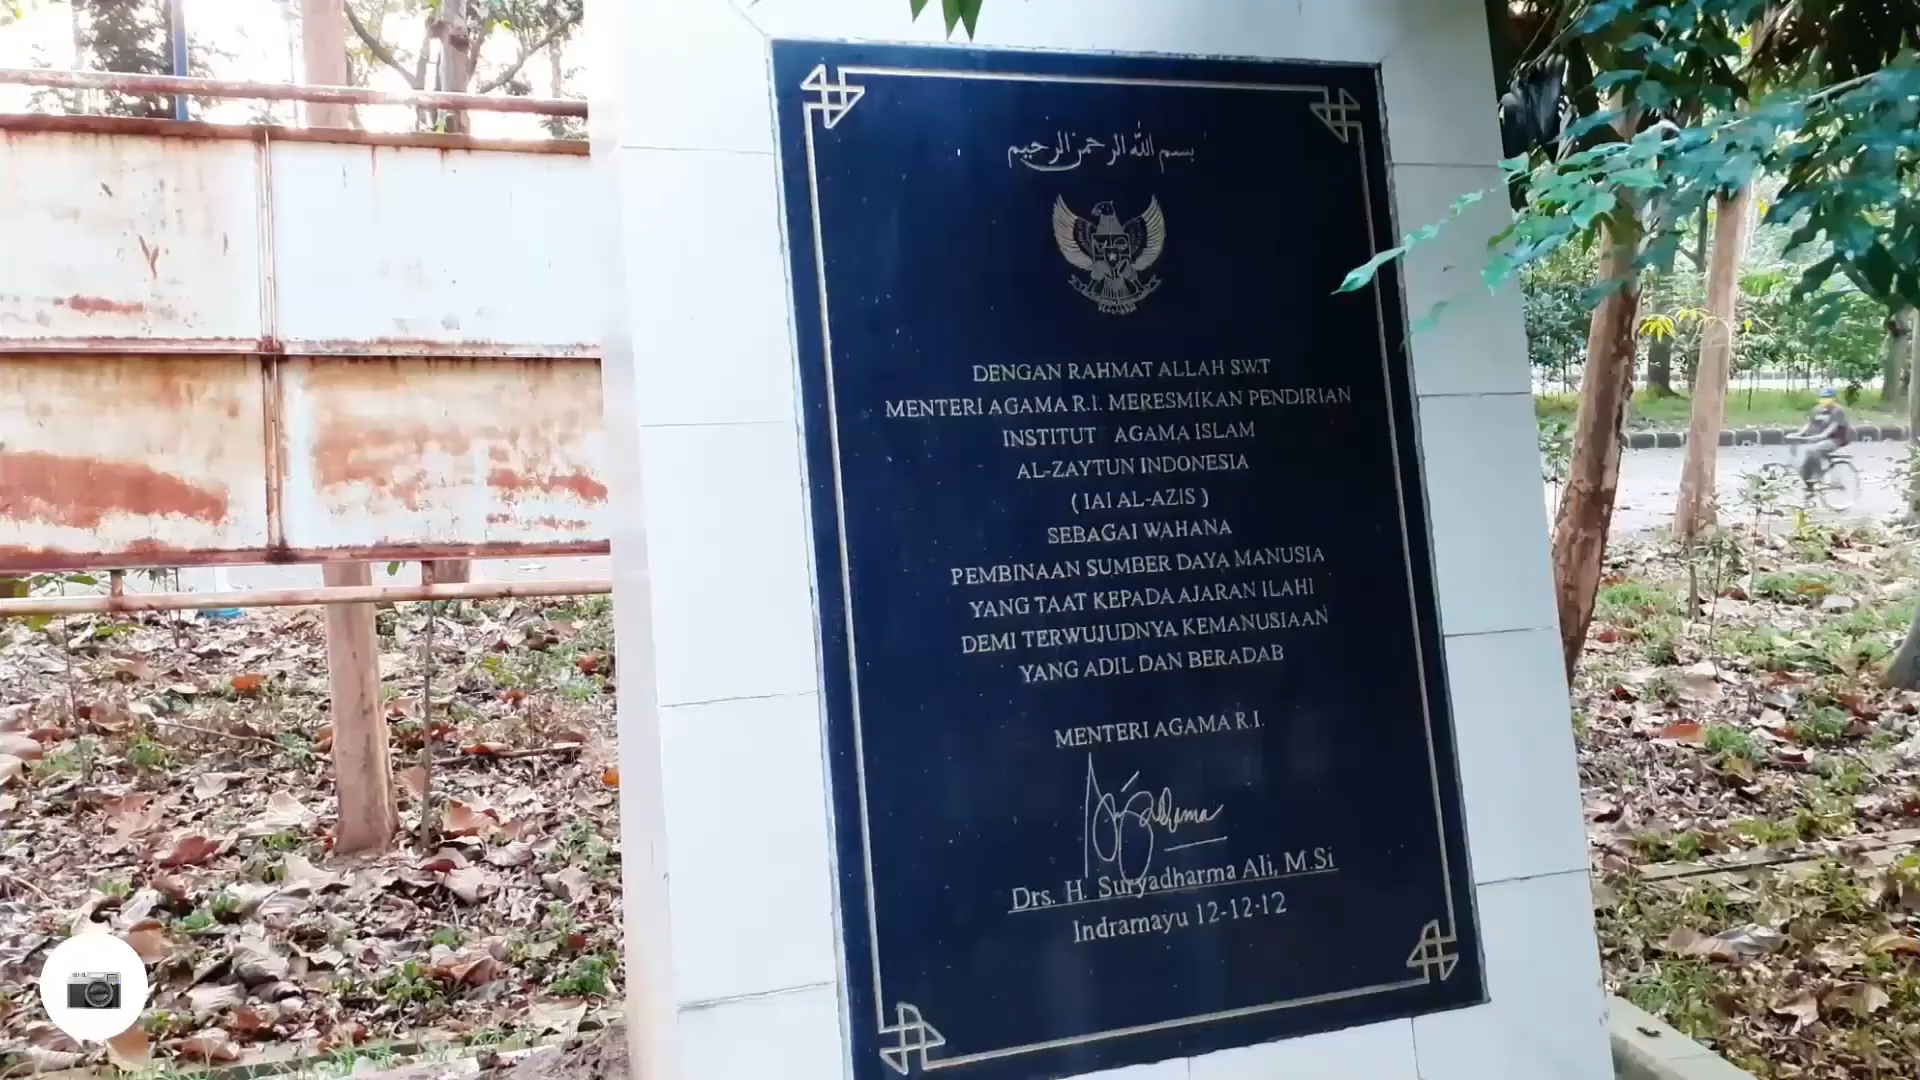 بسم الله الرحمن الرحيم
DENGAN RAHMAT ALLAH S.W.T
MENTERI AGAMA R.I. MERESMIKAN PENDIRIAN
INSTITUT AGAMA ISLAM
AL-ZAYTUN INDONESIA
( IAI AL-AZIS )
SEBAGAI WAHANA
PEMBINAAN SUMBER DAYA MANUSIA
YANG TAAT KEPADA AJARAN ILAHI
DEMI TERWUJUDNYA KEMANUSIAAN
YANG ADIL DAN BERADAB
MENTERI AGAMA R.I.
Drs. H. Suryadharma Ali, M.Si
Indramayu 12-12-12